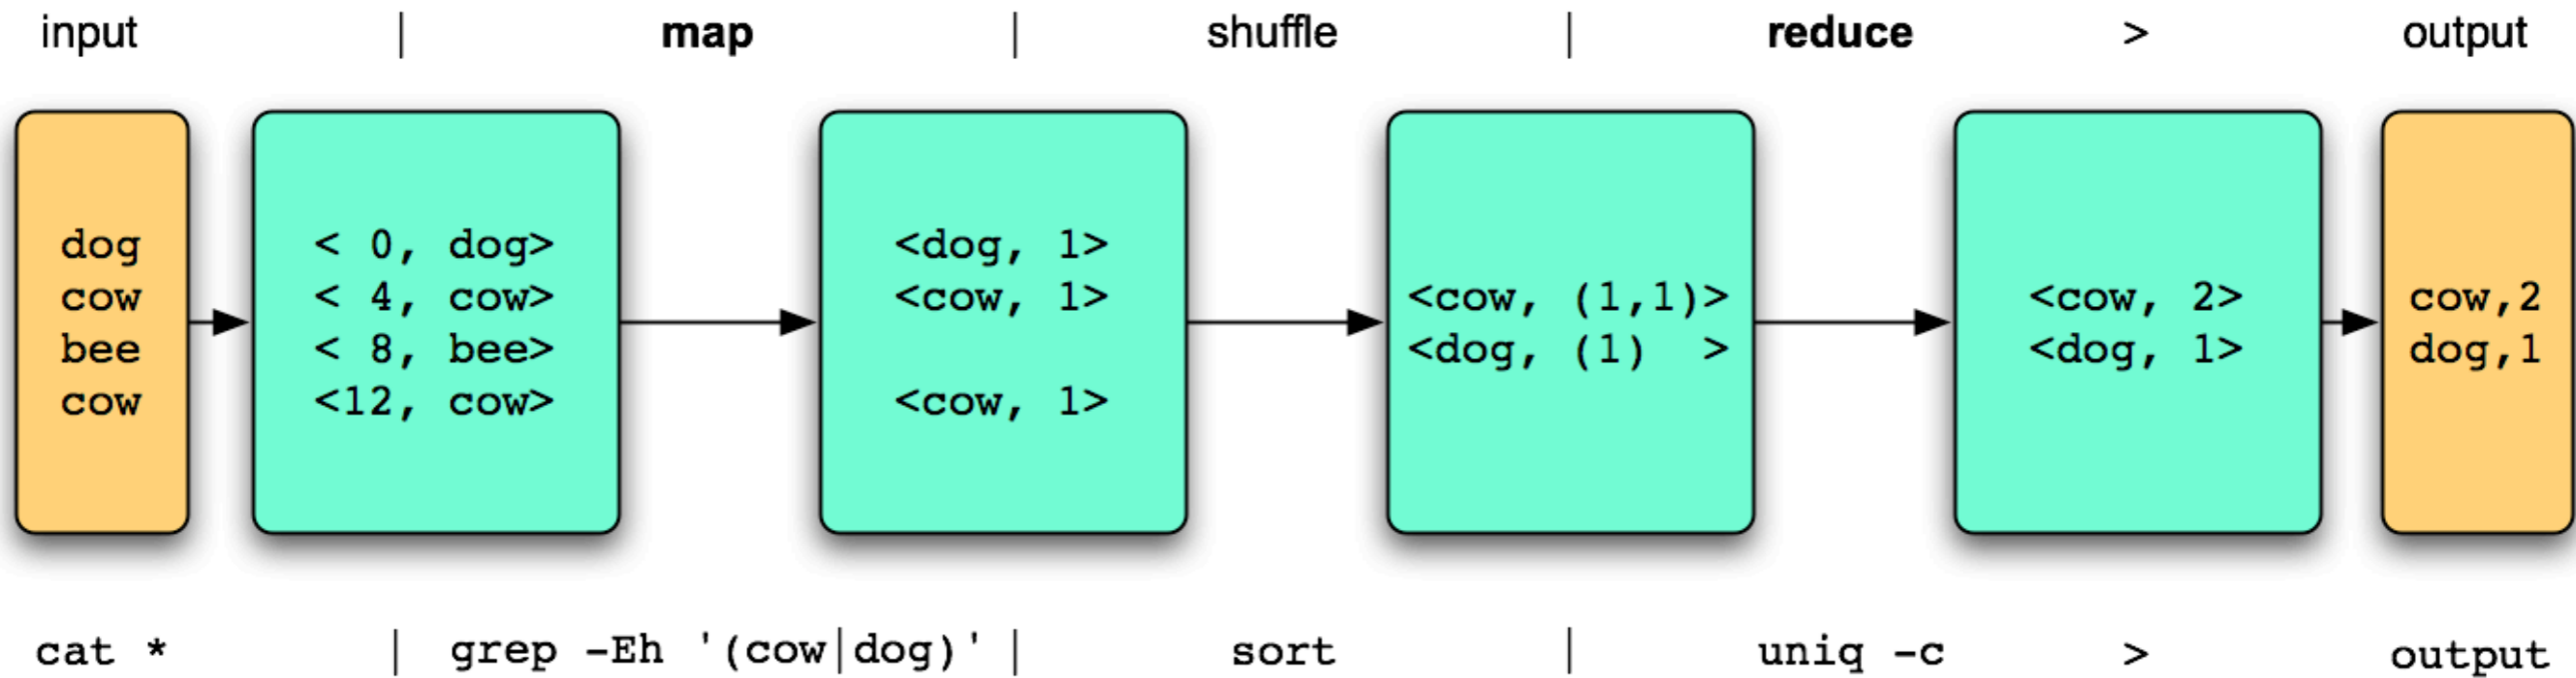 input | map | shuffle | reduce > output
dog
cow
bee
cow
< 0, dog>
< 4, cow>
< 8, bee>
<12, cow>
<dog, 1>
<cow, 1>
<cow, 1>
<cow, (1,1)>
<dog, (1)  >
<cow, 2>
<dog, 1>
cow,2
dog,1
cat * | grep -Eh '(cow|dog)' | sort | uniq -c > output